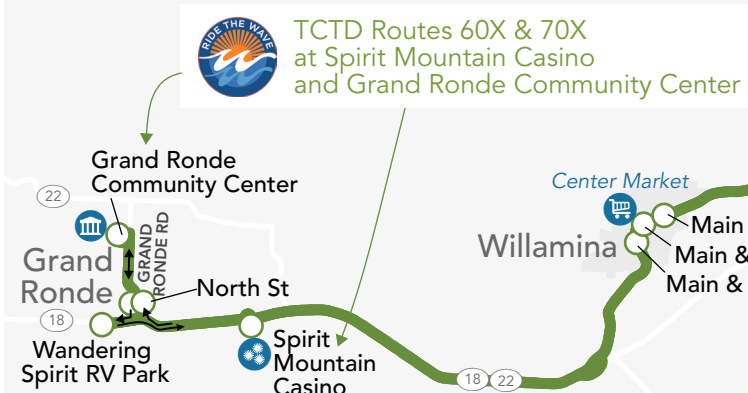 RIDE THE WAVE
TCTD Routes 60X & 70X
at Spirit Mountain Casino
and Grand Ronde Community Center
Grand Ronde
Community Center
22
GRAND
RONDE RD
Grand
Ronde
North St
18
Wandering
Spirit RV Park
Spirit
Mountain
Casino
18
22
Center Market
Willamina
Main
Main &
Main &